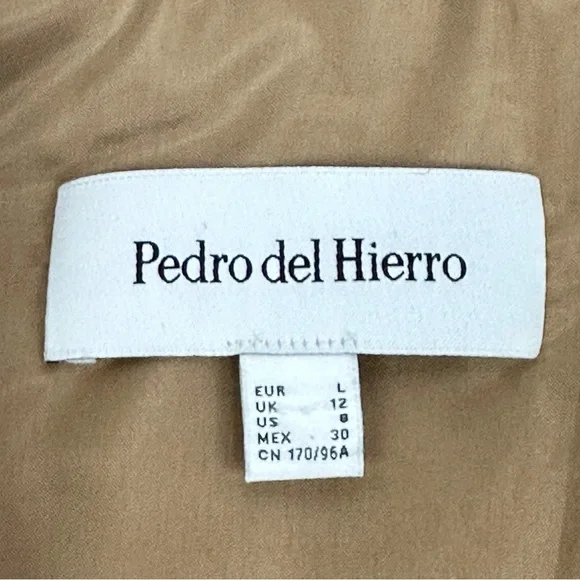 Pedro del Hierro
EUR L
UK 12
US 8
MEX 30
CN 170/96A